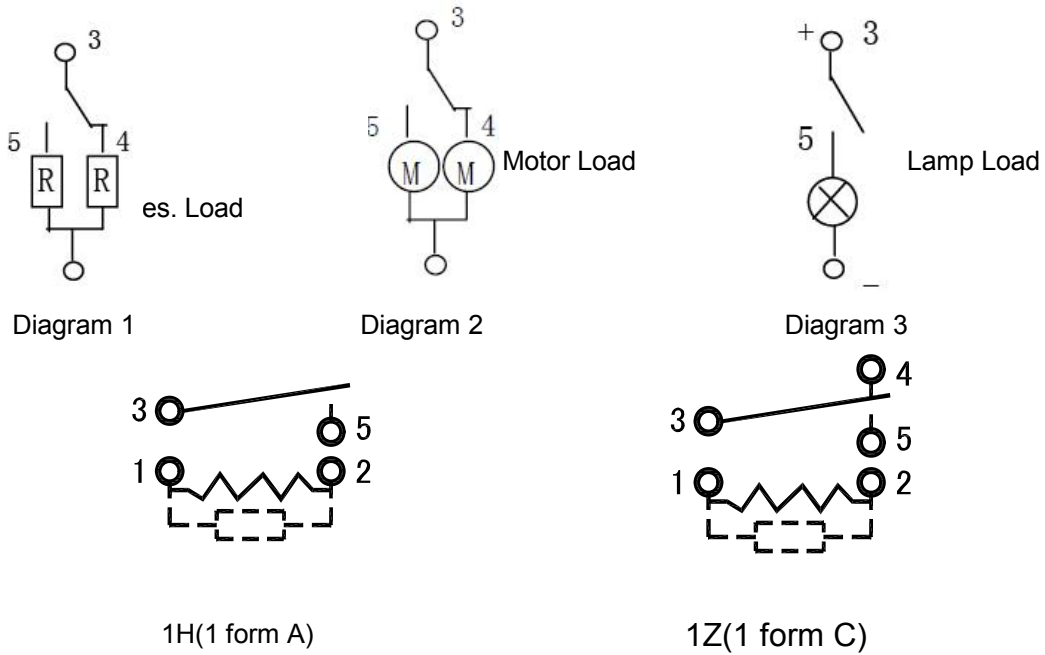 3
5
4
R
R
es. Load
Diagram 1
3
5
4
M
M
Motor Load
Diagram 2
+
3
5
Lamp Load
−
Diagram 3
3
5
1
2
1H(1 form A)
4
3
5
1
2
1Z(1 form C)